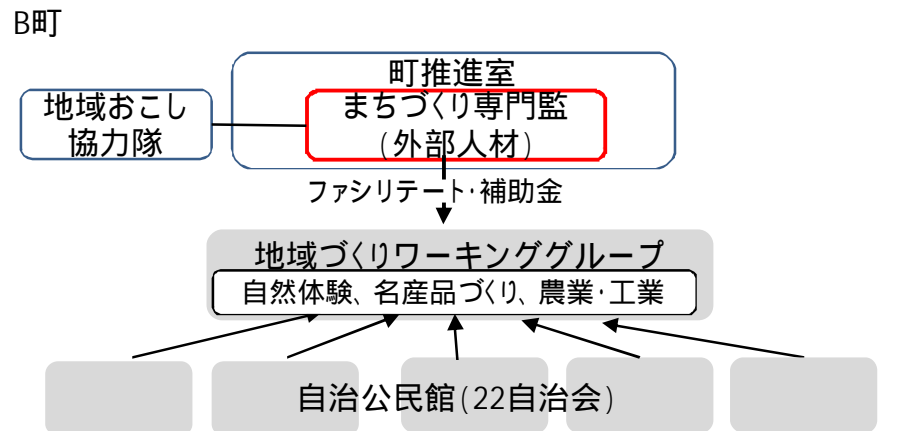 B町
町推進室
地域おこし
協力隊
まちづくり専門監
(外部人材)
ファシリテート・補助金
地域づくりワーキンググループ
自然体験、名産品づくり、農業・工業
自治公民館(22自治会)